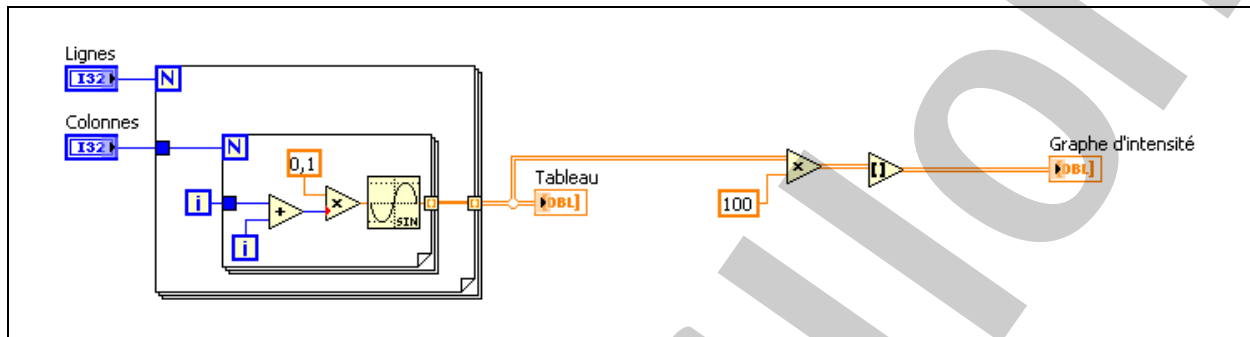 Lignes
I32
N
Colonnes
I32
N
0,1
i
+
x
SIN
i
Tableau
DBL]
100
x
[]
Graphe d'intensité
DBL]